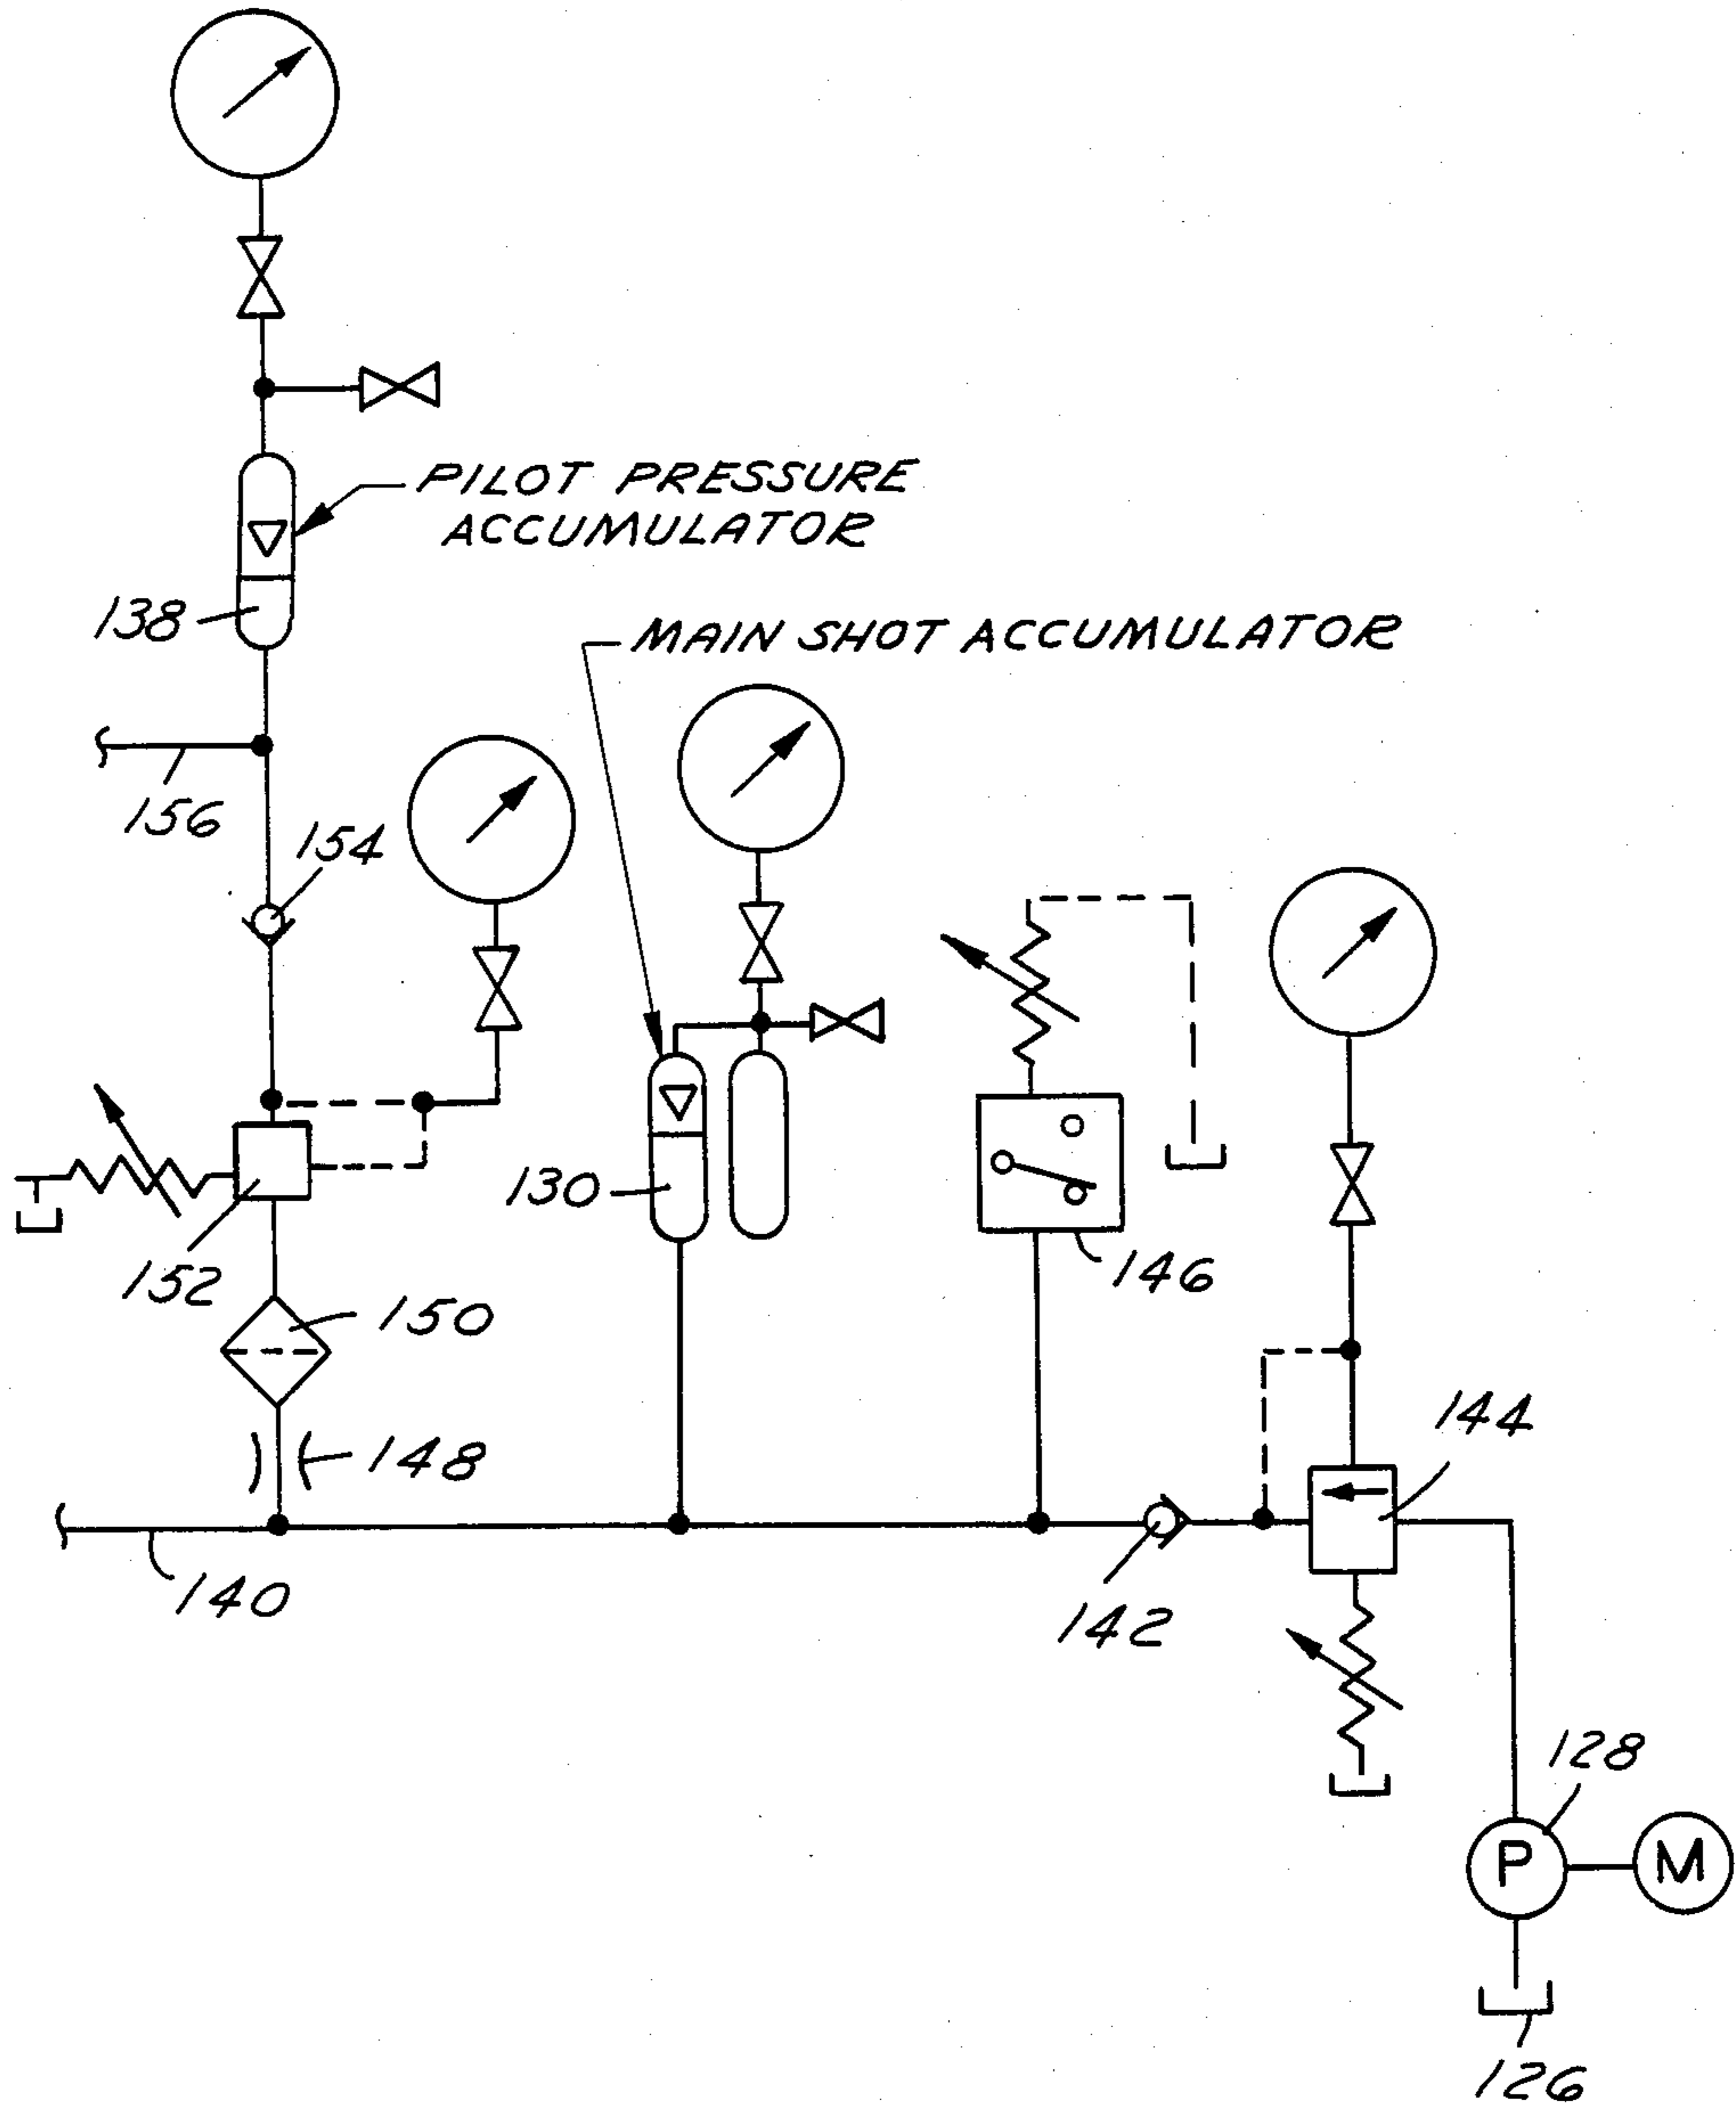 PILOT PRESSURE
ACCUMULATOR
138
MAIN SHOT ACCUMULATOR
156
154
130
152
146
150
144
148
140
142
128
P
M
126